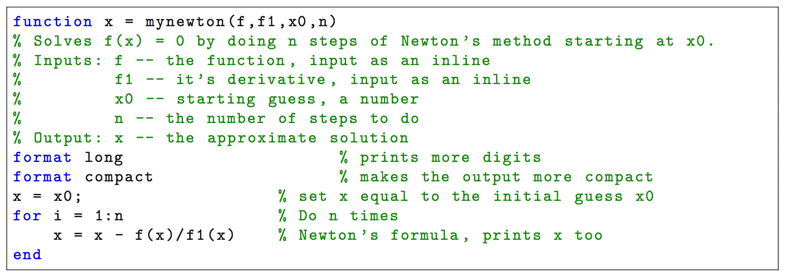 function x = mynewton(f,f1,x0,n)
% Solves f(x) = 0 by doing n steps of Newton's method starting at x0.
% Inputs: f -- the function, input as an inline
%         f1 -- it's derivative, input as an inline
%         x0 -- starting guess, a number
%         n -- the number of steps to do
% Output: x -- the approximate solution
format long                    % prints more digits
format compact                 % makes the output more compact
x = x0;                  % set x equal to the initial guess x0
for i = 1:n              % Do n times
    x = x - f(x)/f1(x)   % Newton's formula, prints x too
end